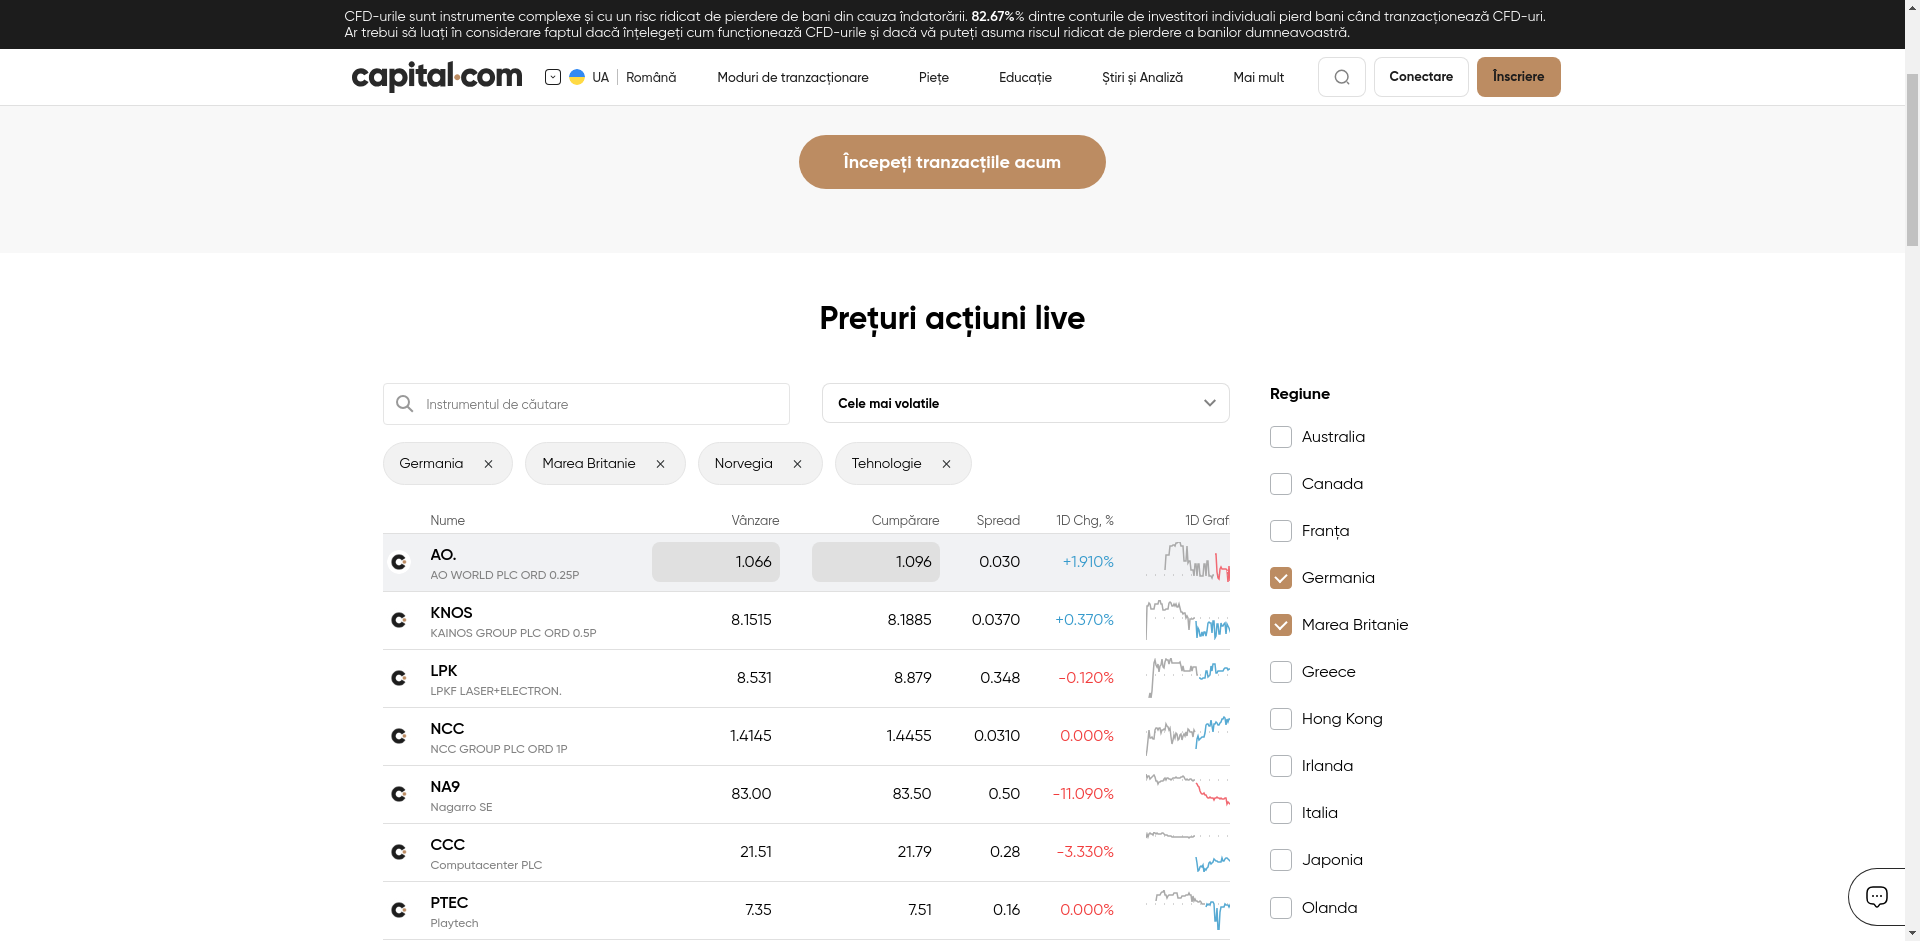 CFD-urile sunt instrumente complexe și cu un risc ridicat de pierdere de bani din cauza îndatorării. 82.67%% dintre conturile de investitori individuali pierd bani când tranzacționează CFD-uri.
Ar trebui să luați în considerare faptul dacă înțelegeți cum funcționează CFD-urile și dacă vă puteți asuma riscul ridicat de pierdere a banilor dumneavoastră.
capital.com UA Română Moduri de tranzacționare Piețe Educație Știri și Analiză Mai mult Conectare Înscriere
Începeți tranzacțiile acum
Prețuri acțiuni live
Instrumentul de căutare
Cele mai volatile
Germania
Marea Britanie
Norvegia
Tehnologie
Nume Vânzare Cumpărare Spread 1D Chg, % 1D Graf
AO. 1.066 1.096 0.030 +1.910%
AO WORLD PLC ORD 0.25P
KNOS 8.1515 8.1885 0.0370 +0.370%
KAINOS GROUP PLC ORD 0.5P
LPK 8.531 8.879 0.348 -0.120%
LPKF LASER+ELECTRON.
NCC 1.4145 1.4455 0.0310 0.000%
NCC GROUP PLC ORD 1P
NA9 83.00 83.50 0.50 -11.090%
Nagarro SE
CCC 21.51 21.79 0.28 -3.330%
Computacenter PLC
PTEC 7.35 7.51 0.16 0.000%
Playtech
Regiune
Australia
Canada
Franța
Germania
Marea Britanie
Greece
Hong Kong
Irlanda
Italia
Japonia
Olanda